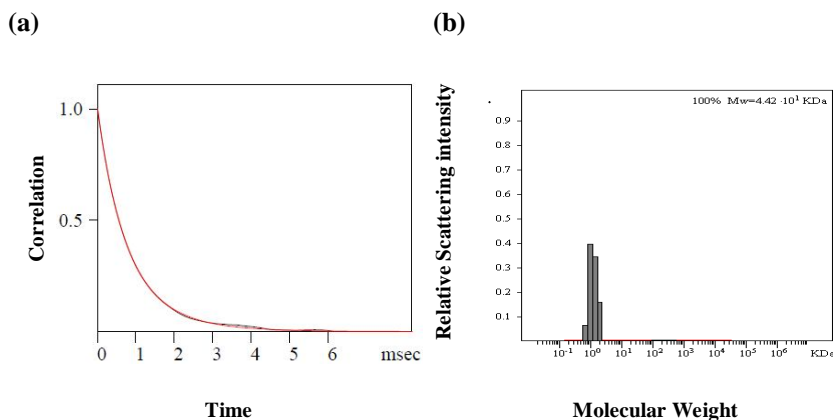 (a)
(b)
Correlation
1.0
0.5
0 1 2 3 4 5 6 msec
Time
Relative Scattering intensity
100% Mw=4.42 ·10¹ KDa
0.9
0.8
0.7
0.6
0.5
0.4
0.3
0.2
0.1
10⁻¹ 10⁰ 10¹ 10² 10³ 10⁴ 10⁵ 10⁶ KDa
Molecular Weight